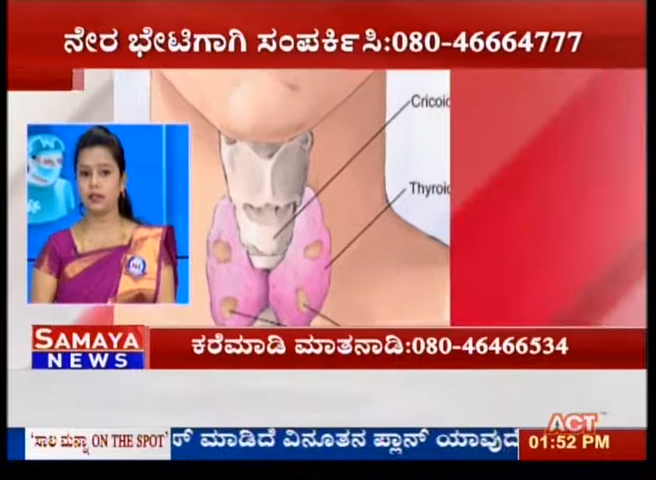 ನೇರ ಭೇಟಿಗಾಗಿ ಸಂಪರ್ಕಿಸಿ:080-46664777
Cricoid
Thyroid
SAMAYA
NEWS
ಕರೆಮಾಡಿ ಮಾತನಾಡಿ:080-46466534
'ಸಾಲ ಮನ್ನಾ ON THE SPOT'
ರ್ ಮಾಡಿದೆ ವಿನೂತನ ಪ್ಲಾನ್ ಯಾವುದೆ
ACT
01:52 PM